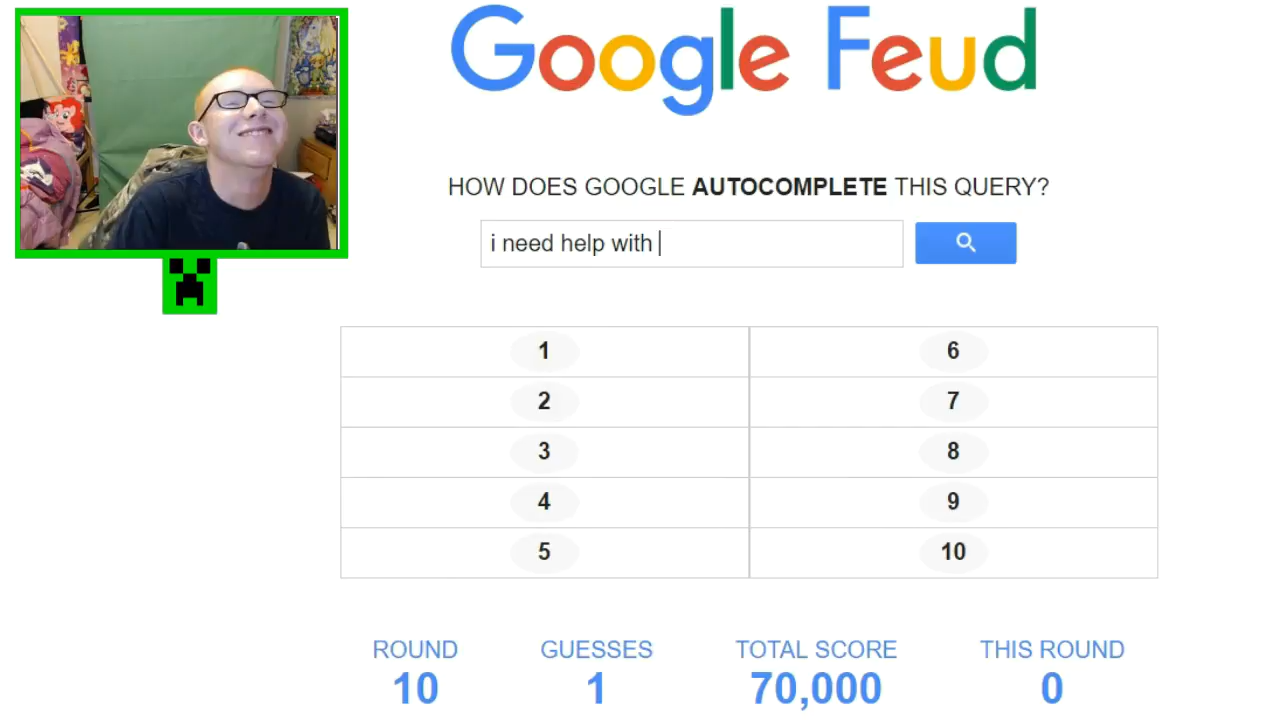 Google Feud
HOW DOES GOOGLE AUTOCOMPLETE THIS QUERY?
i need help with
1 6
2 7
3 8
4 9
5 10
ROUND GUESSES TOTAL SCORE THIS ROUND
10 1 70,000 0